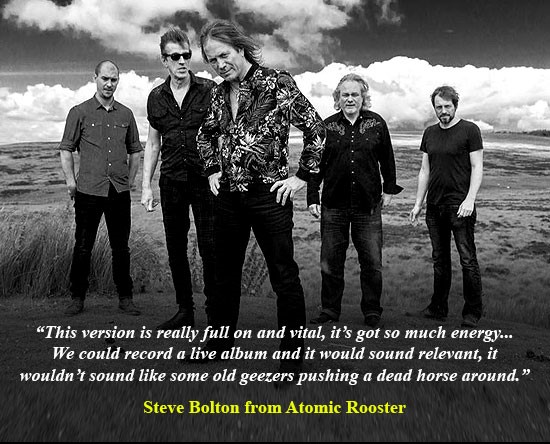 “This version is really full on and vital, it’s got so much energy...
We could record a live album and it would sound relevant, it
wouldn’t sound like some old geezers pushing a dead horse around.”
Steve Bolton from Atomic Rooster